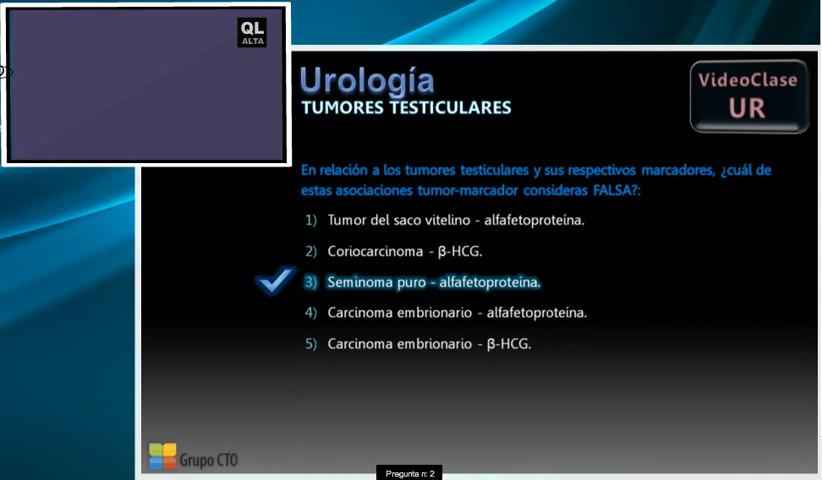 QL
ALTA
Urología
TUMORES TESTICULARES
VideoClase
UR
En relación a los tumores testiculares y sus respectivos marcadores, ¿cuál de
estas asociaciones tumor-marcador consideras FALSA?:
1) Tumor del saco vitelino - alfafetoproteína.
2) Coriocarcinoma - β-HCG.
3) Seminoma puro - alfafetoproteína.
4) Carcinoma embrionario - alfafetoproteína.
5) Carcinoma embrionario - β-HCG.
Grupo CTO
Pregunta n: 2